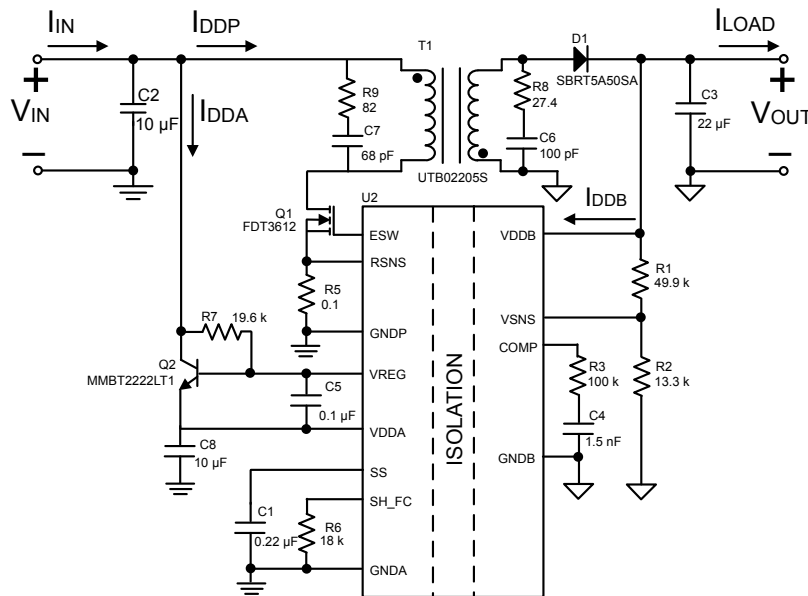 IIN
IDDP
T1
D1
ILOAD
SBRT5A50SA
+
VIN
–
C2
10 µF
IDDA
R9
82
C7
68 pF
R8
27.4
C6
100 pF
C3
22 µF
+
VOUT
–
UTB02205S
IDDB
Q1
FDT3612
U2
ESW
VDDB
RSNS
R1
49.9 k
R5
0.1
VSNS
R7
19.6 k
GNDP
COMP
Q2
MMBT2222LT1
VREG
R3
100 k
R2
13.3 k
C5
0.1 µF
ISOLATION
C4
1.5 nF
VDDA
C8
10 µF
GNDB
SS
SH_FC
C1
0.22 µF
R6
18 k
GNDA